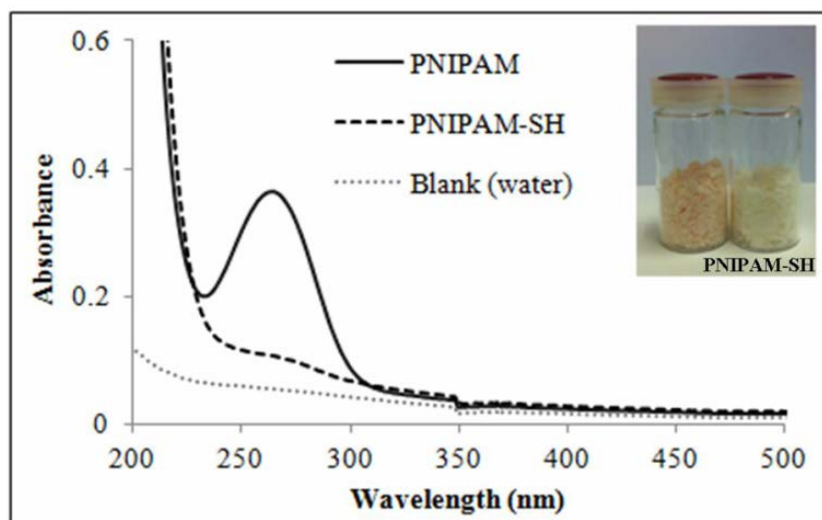 0.6
0.4
0.2
0
Absorbance
PNIPAM
PNIPAM-SH
Blank (water)
PNIPAM-SH
200 250 300 350 400 450 500
Wavelength (nm)